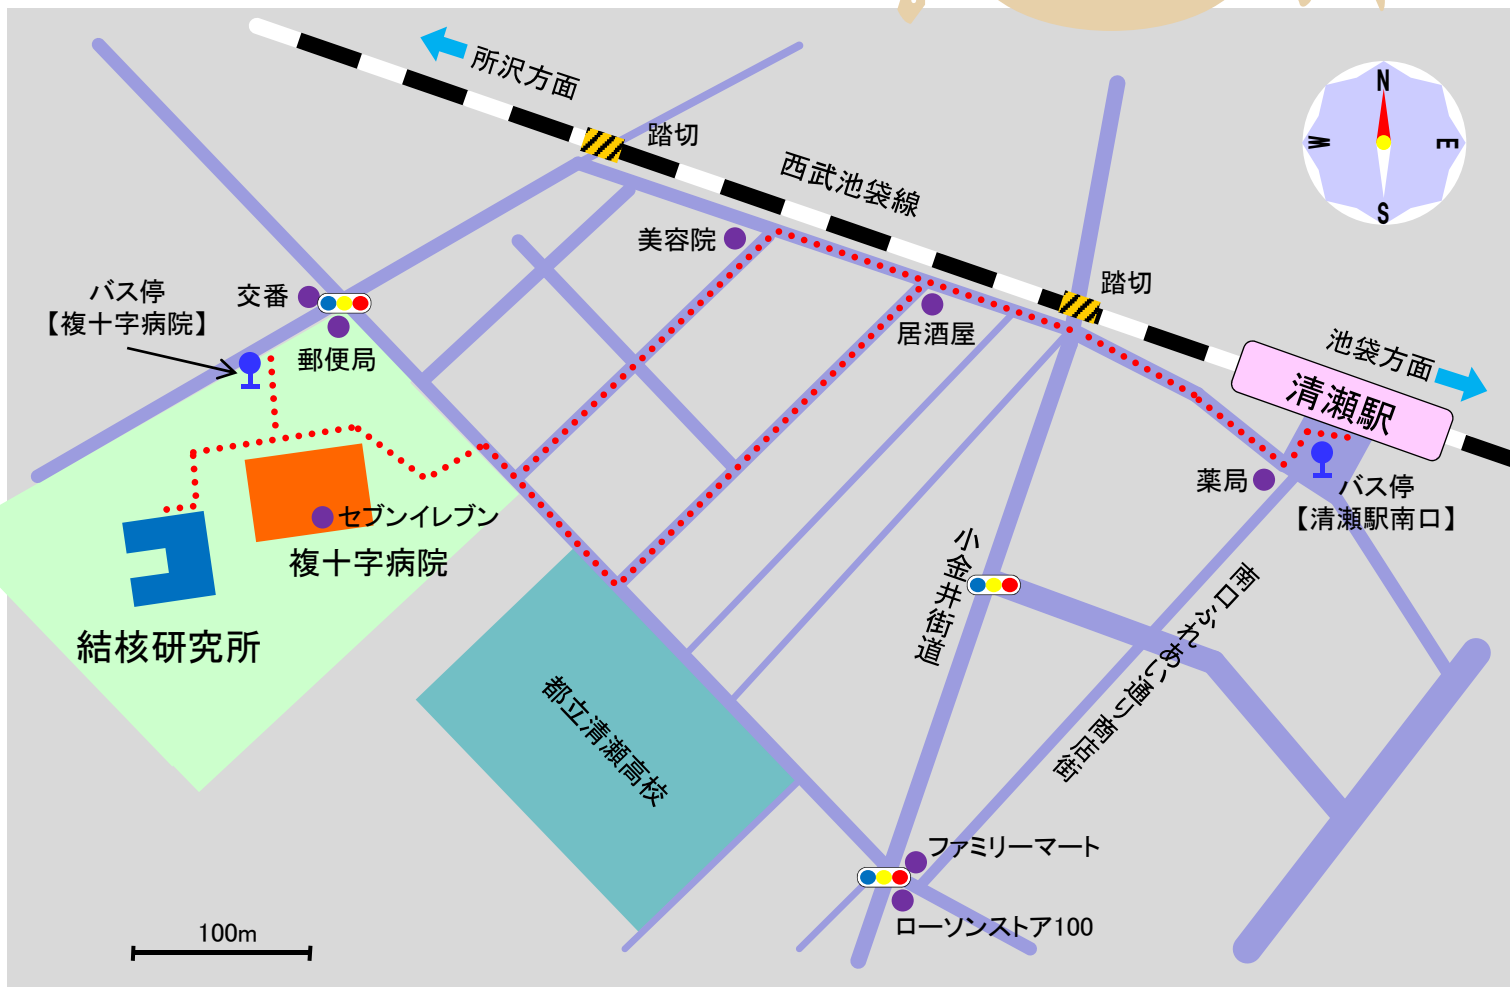 所沢方面
踏切
西武池袋線
N
E
S
W
美容院
踏切
バス停
【複十字病院】
交番
郵便局
居酒屋
池袋方面
清瀬駅
薬局
バス停
【清瀬駅南口】
セブンイレブン
複十字病院
小金井街道
南口ふれあい通り商店街
結核研究所
都立清瀬高校
ファミリーマート
ローソンストア100
100m